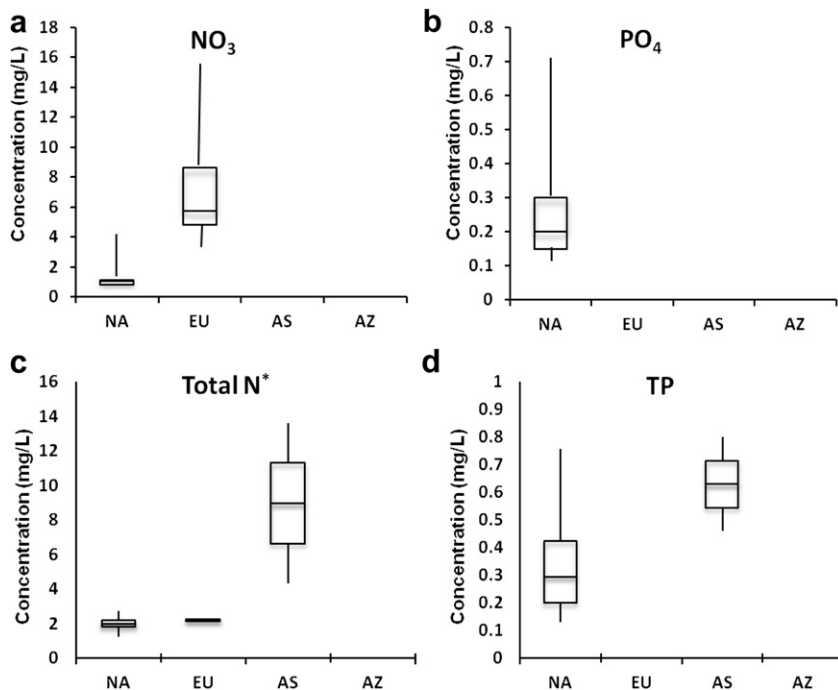 a
NO₃
Concentration (mg/L)
18
16
14
12
10
8
6
4
2
0
NA EU AS AZ
b
PO₄
Concentration (mg/L)
0.8
0.7
0.6
0.5
0.4
0.3
0.2
0.1
0
NA EU AS AZ
c
Total N*
Concentration (mg/L)
16
14
12
10
8
6
4
2
0
NA EU AS AZ
d
TP
Concentration (mg/L)
1
0.9
0.8
0.7
0.6
0.5
0.4
0.3
0.2
0.1
0
NA EU AS AZ